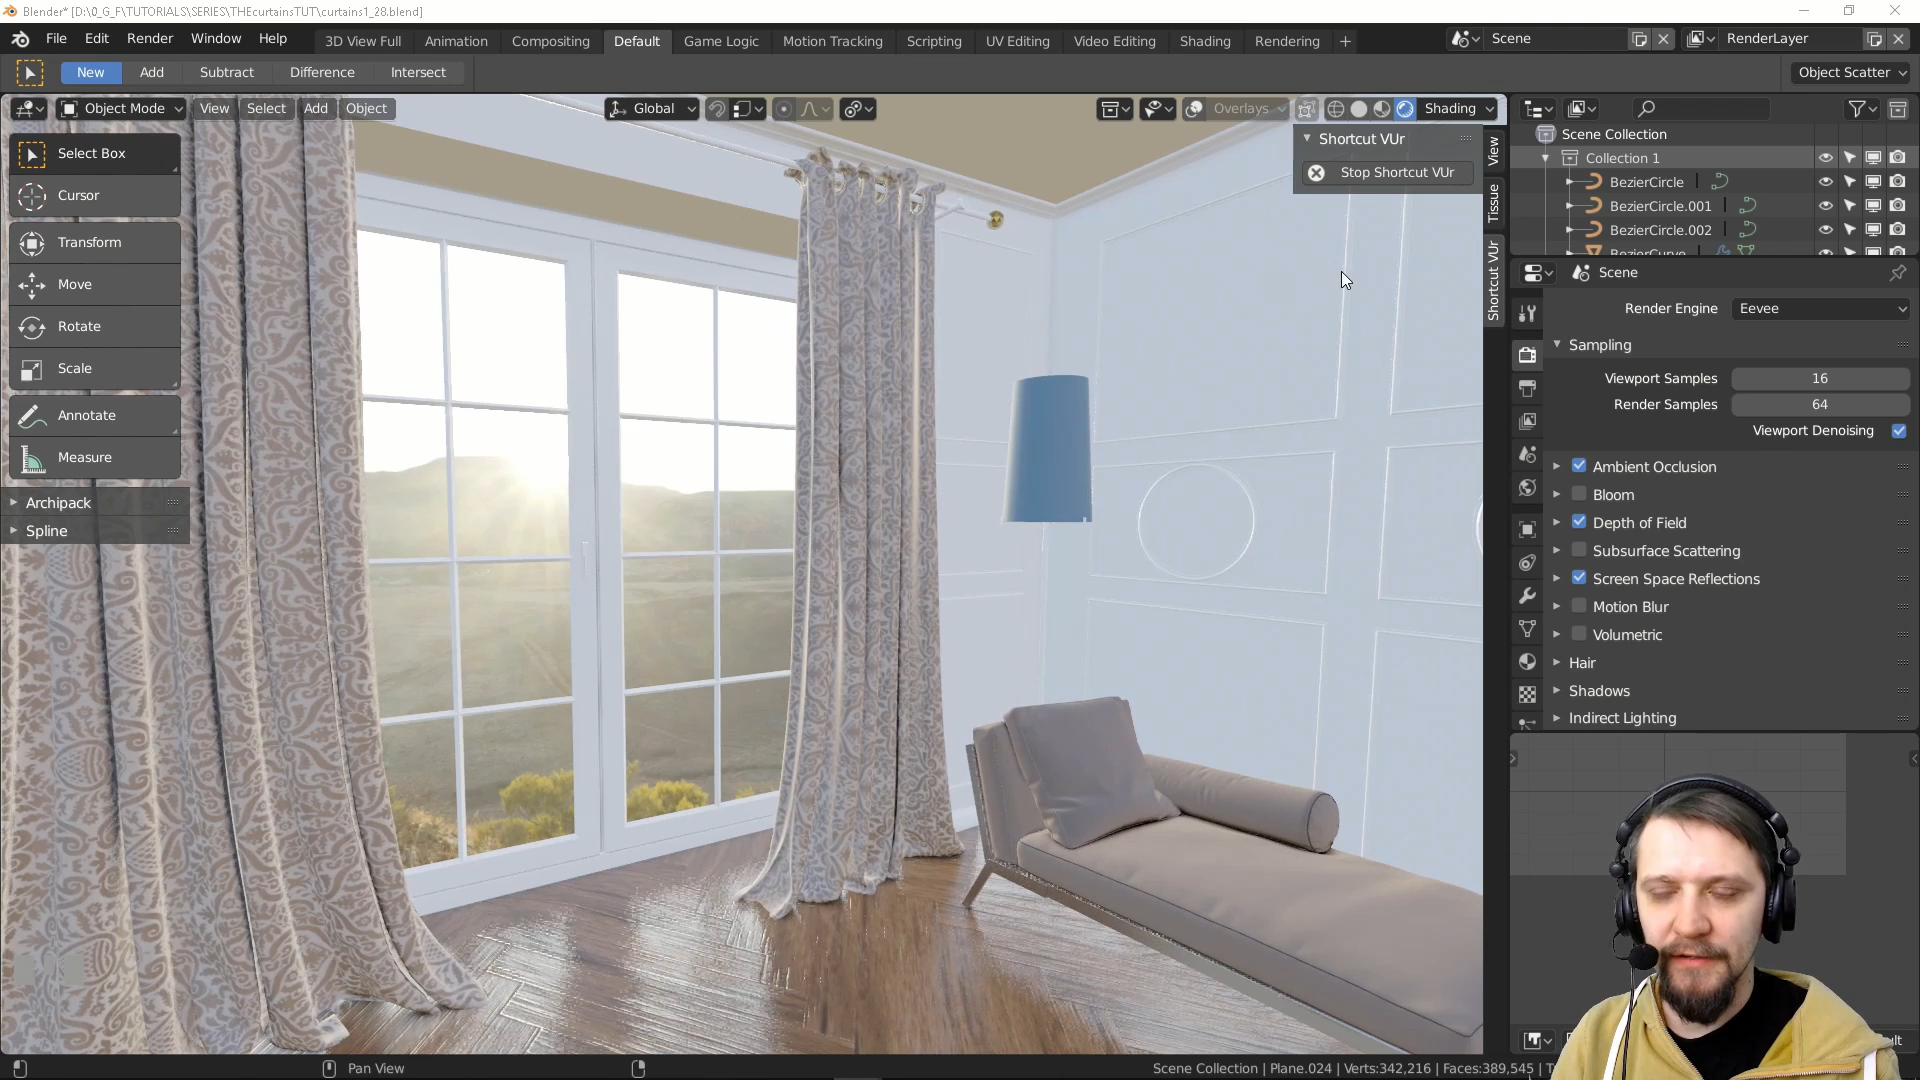 Blender* [D:\0_G_F\TUTORIALS\SERIES\THEcurtainsTUT\curtains1_28.blend]
File Edit Render Window Help 3D View Full Animation Compositing Default Game Logic Motion Tracking Scripting UV Editing Video Editing Shading Rendering + Scene RenderLayer
New Add Subtract Difference Intersect Object Scatter
Object Mode View Select Add Object Global Overlays Shading
Select Box
Cursor
Transform
Move
Rotate
Scale
Annotate
Measure
Archipack
Spline
Shortcut VUr
Stop Shortcut VUr
View
Tissue
Shortcut VUr
Scene Collection
Collection 1
BezierCircle
BezierCircle.001
BezierCircle.002
BezierCurve
Scene
Render Engine Eevee
Sampling
Viewport Samples 16
Render Samples 64
Viewport Denoising
Ambient Occlusion
Bloom
Depth of Field
Subsurface Scattering
Screen Space Reflections
Motion Blur
Volumetric
Hair
Shadows
Indirect Lighting
Pan View
Scene Collection | Plane.024 | Verts:342,216 | Faces:389,545 | T